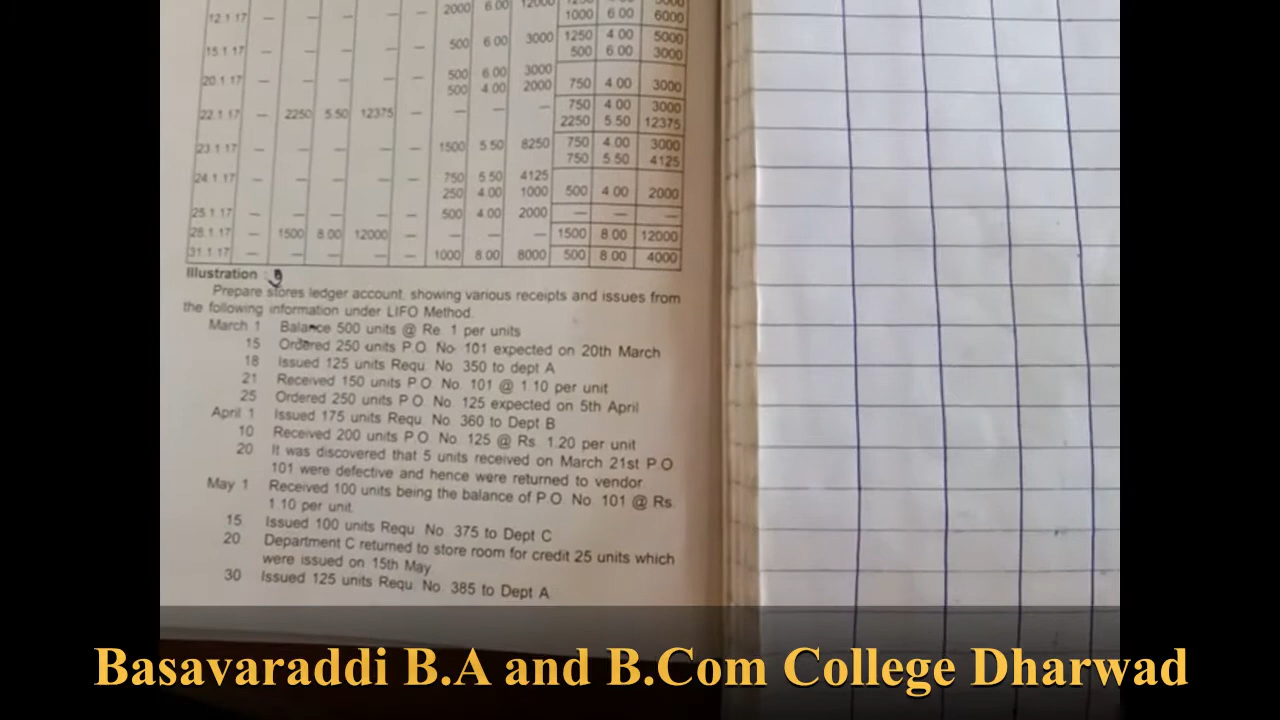 2000 6.00 12000
12.1.17 — 1000 6.00 6000
15.1.17 — — — — — 500 6.00 3000 1250 4.00 5000
500 6.00 3000
20.1.17 — — — — — 500 6.00 3000
500 4.00 2000 750 4.00 3000
22.1.17 — 2250 5.50 12375 — — — — 750 4.00 3000
2250 5.50 12375
23.1.17 — — — — — 1500 5.50 8250 750 4.00 3000
750 5.50 4125
24.1.17 — — — — — 750 5.50 4125
250 4.00 1000 500 4.00 2000
25.1.17 — — — — — 500 4.00 2000 — — —
28.1.17 — 1500 8.00 12000 — — — — 1500 8.00 12000
31.1.17 — — — — — 1000 8.00 8000 500 8.00 4000
Illustration :
Prepare stores ledger account, showing various receipts and issues from
the following information under LIFO Method.
March 1 Balance 500 units @ Re. 1 per units
15 Ordered 250 units P.O. No. 101 expected on 20th March
18 Issued 125 units Requ. No. 350 to dept A
21 Received 150 units P.O. No. 101 @ 1.10 per unit
25 Ordered 250 units P.O. No. 125 expected on 5th April
April 1 Issued 175 units Requ. No. 360 to Dept B
10 Received 200 units P.O. No. 125 @ Rs. 1.20 per unit
20 It was discovered that 5 units received on March 21st P.O.
101 were defective and hence were returned to vendor.
May 1 Received 100 units being the balance of P.O. No. 101 @ Rs.
1.10 per unit.
15 Issued 100 units Requ. No. 375 to Dept C
20 Department C returned to store room for credit 25 units which
were issued on 15th May.
30 Issued 125 units Requ. No. 385 to Dept A.
Basavaraddi B.A and B.Com College Dharwad